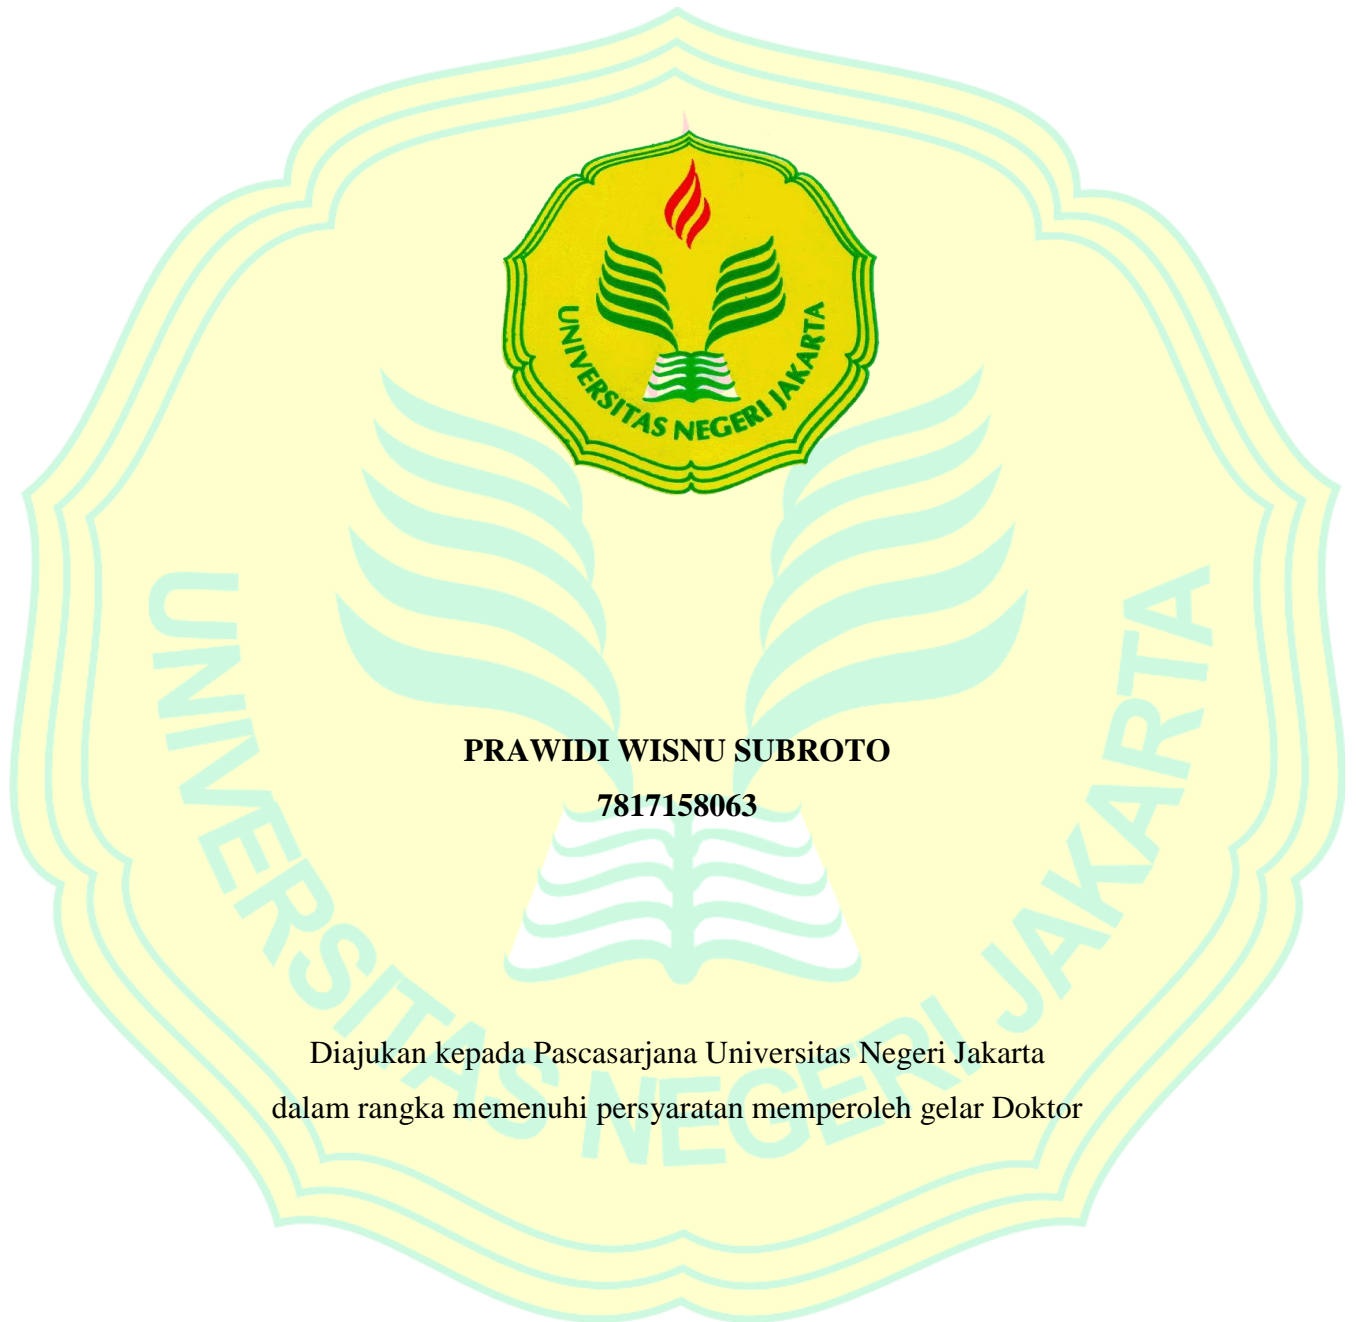 UNIVERSITAS NEGERI JAKARTA
PRAWIDI WISNU SUBROTO
7817158063
Diajukan kepada Pascasarjana Universitas Negeri Jakarta
dalam rangka memenuhi persyaratan memperoleh gelar Doktor
UNIVERSITAS NEGERI JAKARTA